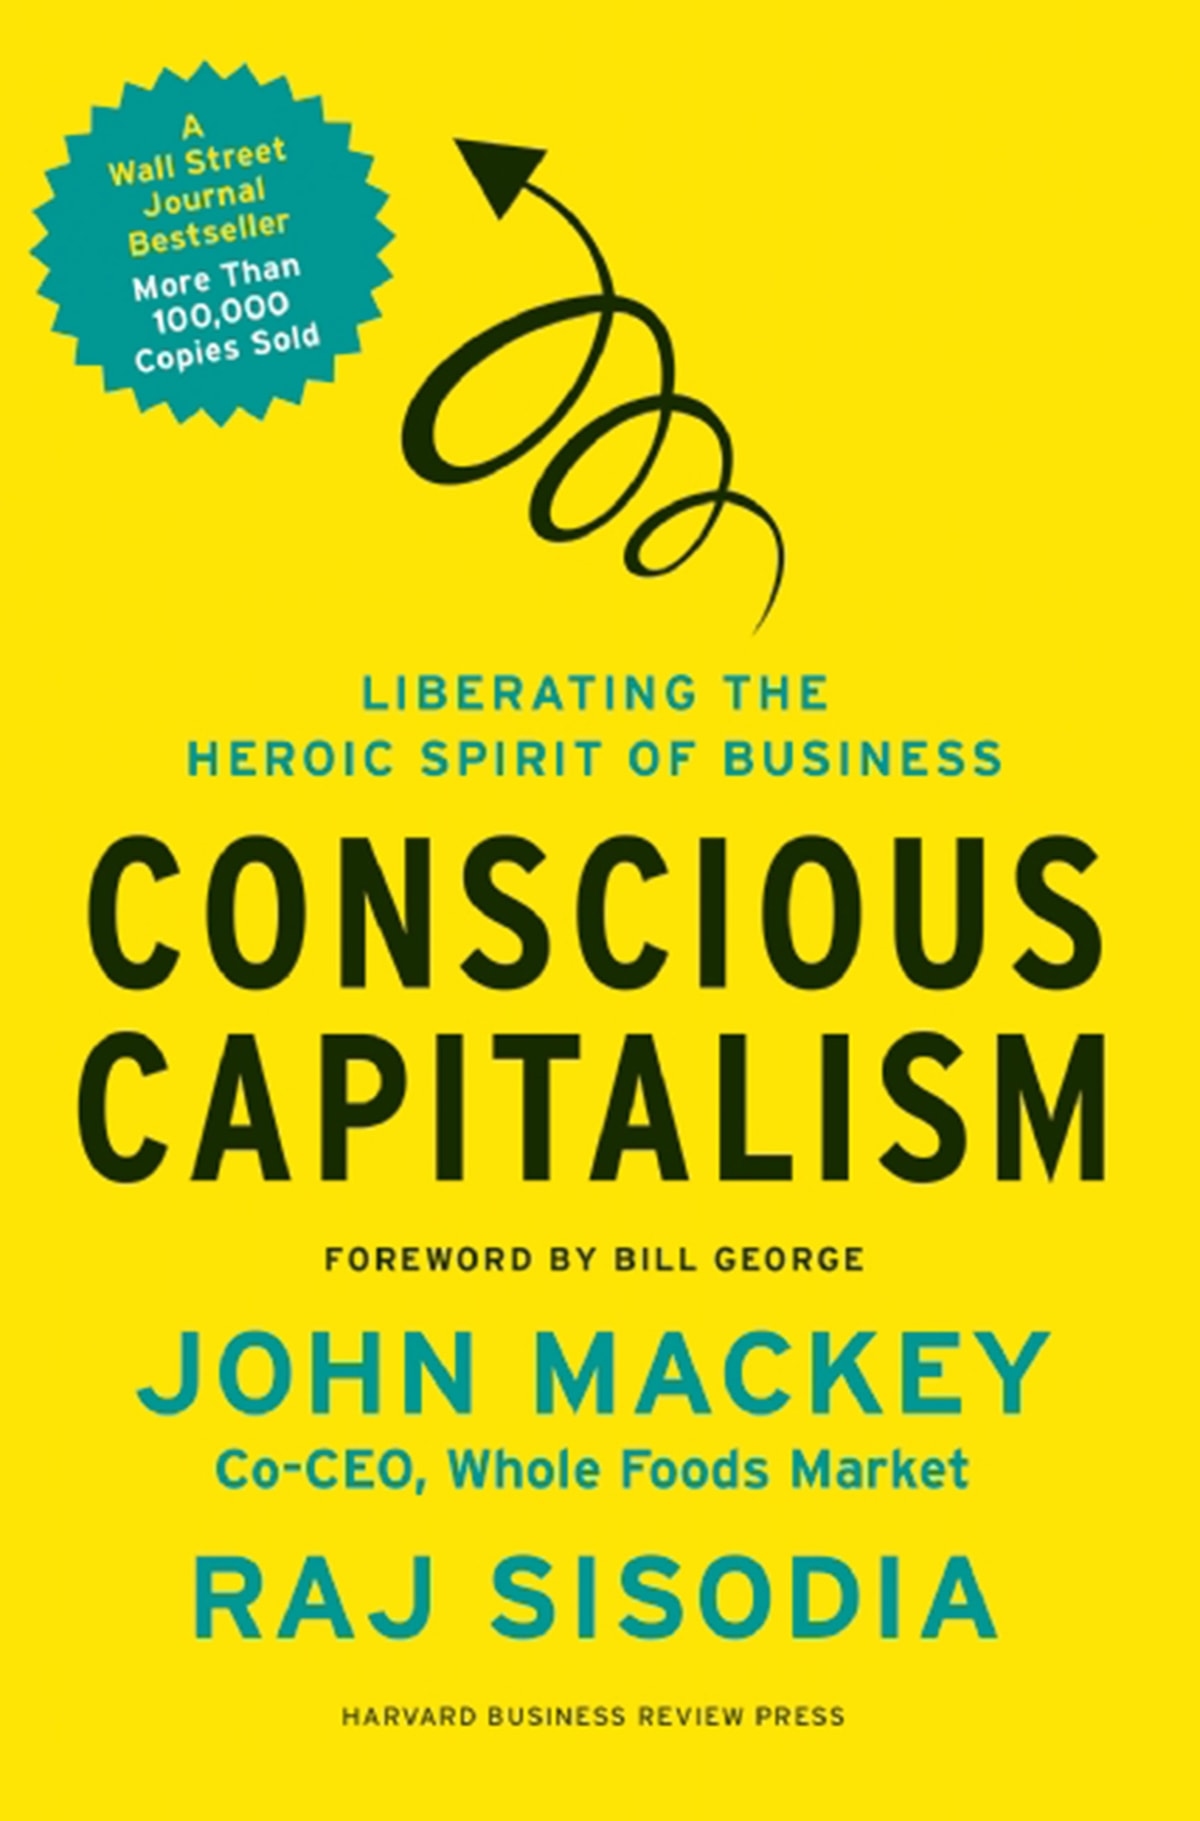 A
Wall Street
Journal
Bestseller
More Than
100,000
Copies Sold
LIBERATING THE
HEROIC SPIRIT OF BUSINESS
CONSCIOUS
CAPITALISM
FOREWORD BY BILL GEORGE
JOHN MACKEY
Co-CEO, Whole Foods Market
RAJ SISODIA
HARVARD BUSINESS REVIEW PRESS